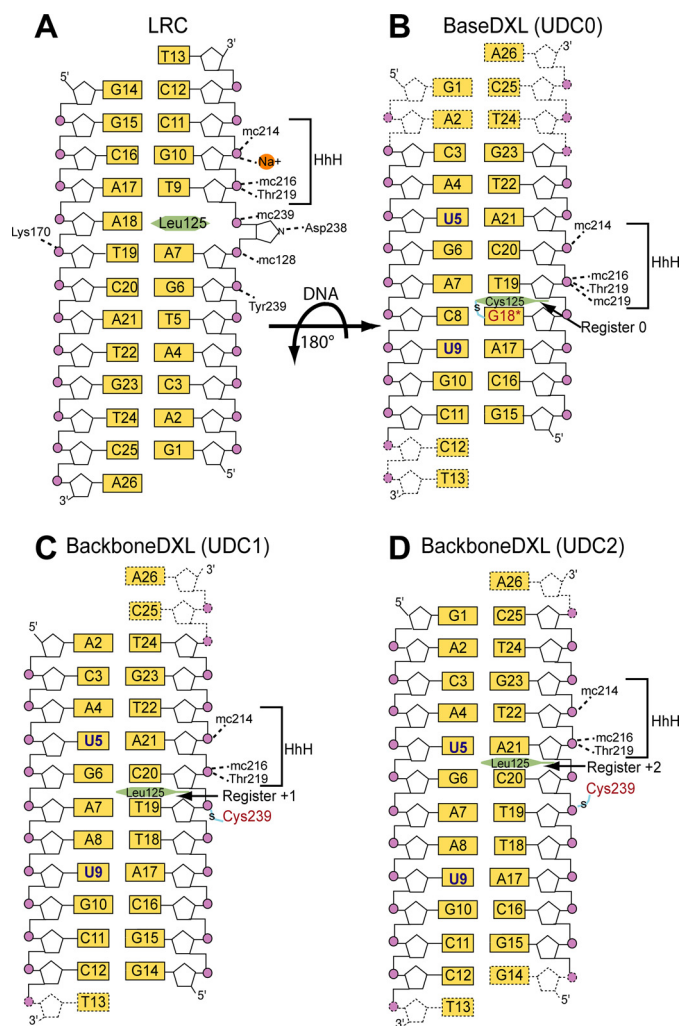 A
LRC
T13
3'
5'
G14 C12
G15 C11
mc214
C16 G10
Na+
HhH
A17 T9
mc216
Thr219
A18 Leu125
mc239
N
Asp238
Lys170
T19 A7
mc128
C20 G6
Tyr239
A21 T5
T22 A4
G23 C3
T24 A2
C25 G1
A26
5'
3'
DNA
180°
B
BaseDXL (UDC0)
A26
3'
5'
G1 C25
A2 T24
C3 G23
A4 T22
U5 A21
mc214
G6 C20
HhH
A7 T19
mc216
Thr219
mc219
Cys125
S
C8 G18*
Register 0
U9 A17
G10 C16
C11 G15
5'
C12
T13
3'
C
BackboneDXL (UDC1)
A26
3'
C25
5'
A2 T24
C3 G23
A4 T22
mc214
U5 A21
HhH
G6 C20
mc216
Thr219
Leu125
Register +1
A7 T19
S
Cys239
A8 T18
U9 A17
G10 C16
C11 G15
C12 G14
5'
T13
3'
D
BackboneDXL (UDC2)
A26
3'
5'
G1 C25
A2 T24
C3 G23
mc214
A4 T22
HhH
U5 A21
mc216
Thr219
Leu125
Register +2
G6 C20
Cys239
S
A7 T19
A8 T18
U9 A17
G10 C16
C11 G15
C12 G14
5'
T13
3'